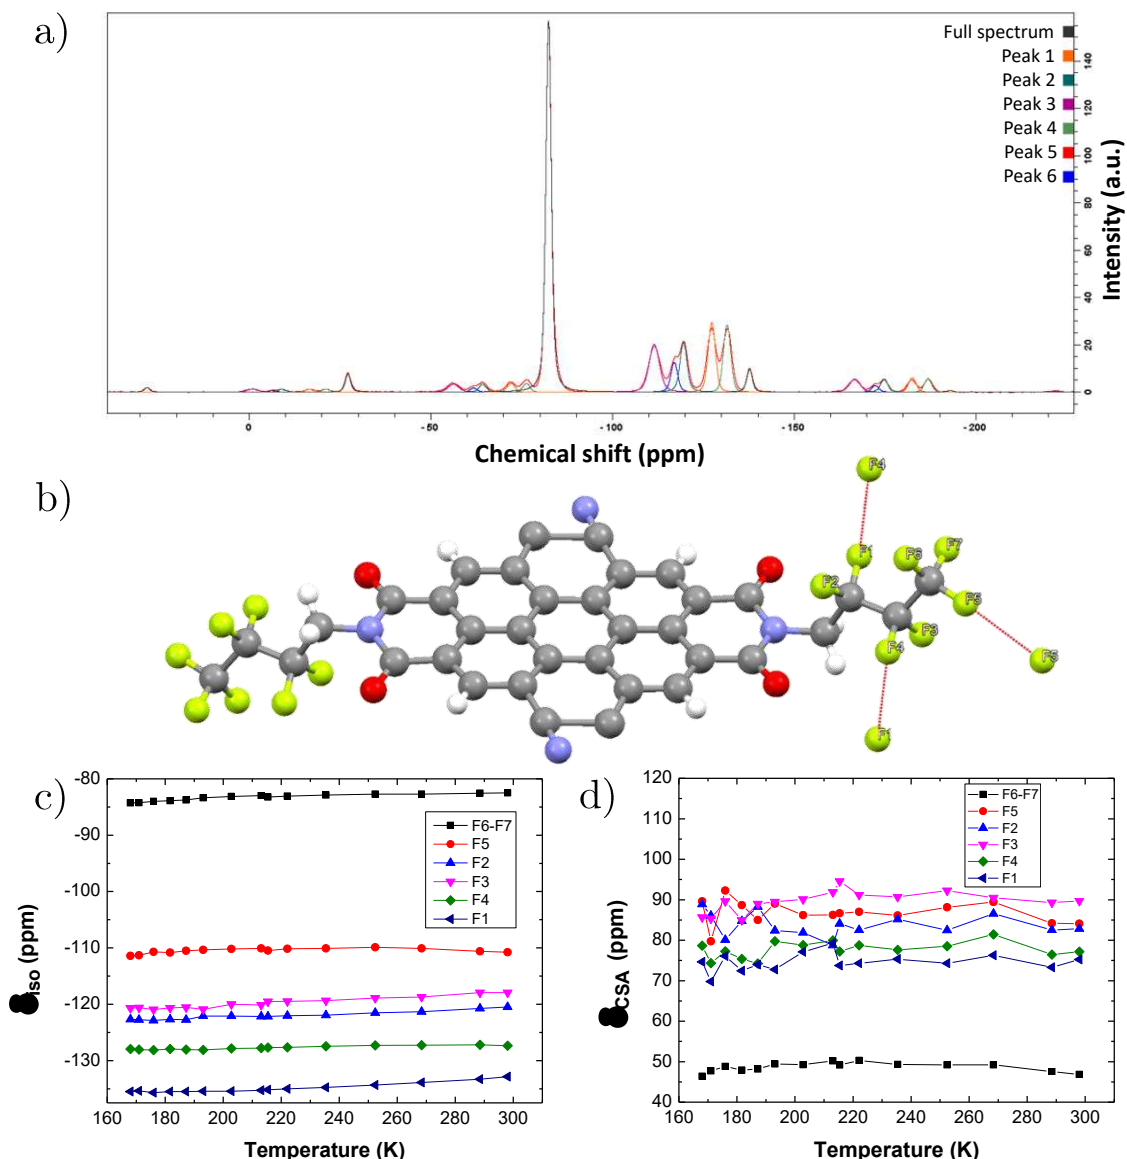 a)
Full spectrum
Peak 1
Peak 2
Peak 3
Peak 4
Peak 5
Peak 6
140
120
100
80
60
40
20
0
Intensity (a.u.)
0
-50
-100
-150
-200
Chemical shift (ppm)
b)
F4
F1
F2
F6
F7
F5
F3
F4
F5
F1
c)
-80
-90
-100
-110
-120
-130
iso (ppm)
F6-F7
F5
F2
F3
F4
F1
160 180 200 220 240 260 280 300
Temperature (K)
d)
120
110
100
90
80
70
60
50
40
CSA (ppm)
F6-F7
F5
F2
F3
F4
F1
160 180 200 220 240 260 280 300
Temperature (K)